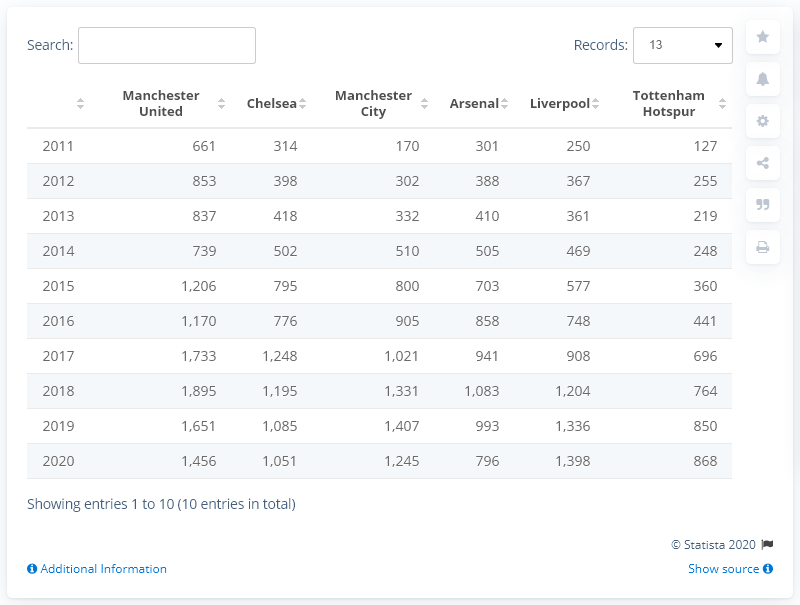 Search: Records: 13
Manchester United Chelsea Manchester City Arsenal Liverpool Tottenham Hotspur
2011 661 314 170 301 250 127
2012 853 398 302 388 367 255
2013 837 418 332 410 361 219
2014 739 502 510 505 469 248
2015 1,206 795 800 703 577 360
2016 1,170 776 905 858 748 441
2017 1,733 1,248 1,021 941 908 696
2018 1,895 1,195 1,331 1,083 1,204 764
2019 1,651 1,085 1,407 993 1,336 850
2020 1,456 1,051 1,245 796 1,398 868
Showing entries 1 to 10 (10 entries in total)
© Statista 2020
Additional Information Show source